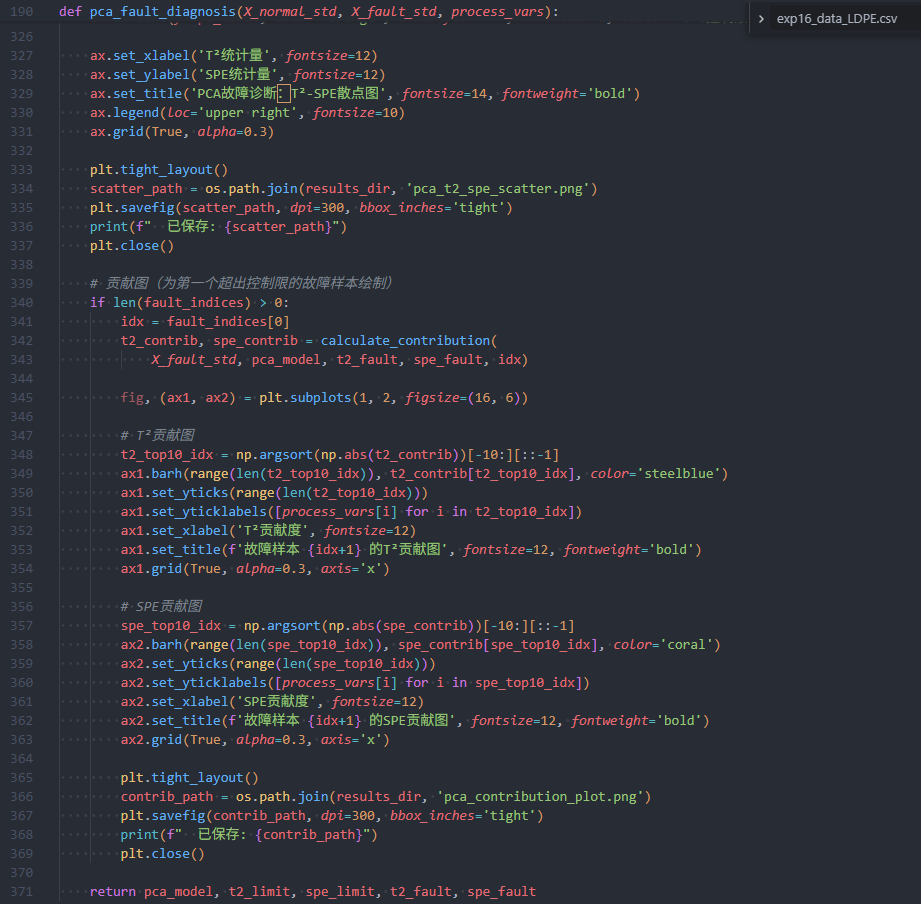 190 def pca_fault_diagnosis(X_normal_std, X_fault_std, process_vars):
exp16_data_LDPE.csv
326
327     ax.set_xlabel('T²统计量', fontsize=12)
328     ax.set_ylabel('SPE统计量', fontsize=12)
329     ax.set_title('PCA故障诊断：T²-SPE散点图', fontsize=14, fontweight='bold')
330     ax.legend(loc='upper right', fontsize=10)
331     ax.grid(True, alpha=0.3)
332
333     plt.tight_layout()
334     scatter_path = os.path.join(results_dir, 'pca_t2_spe_scatter.png')
335     plt.savefig(scatter_path, dpi=300, bbox_inches='tight')
336     print(f"  已保存: {scatter_path}")
337     plt.close()
338
339     # 贡献图（为第一个超出控制限的故障样本绘制）
340     if len(fault_indices) > 0:
341         idx = fault_indices[0]
342         t2_contrib, spe_contrib = calculate_contribution(
343             X_fault_std, pca_model, t2_fault, spe_fault, idx)
344
345         fig, (ax1, ax2) = plt.subplots(1, 2, figsize=(16, 6))
346
347         # T²贡献图
348         t2_top10_idx = np.argsort(np.abs(t2_contrib))[-10:][::-1]
349         ax1.barh(range(len(t2_top10_idx)), t2_contrib[t2_top10_idx], color='steelblue')
350         ax1.set_yticks(range(len(t2_top10_idx)))
351         ax1.set_yticklabels([process_vars[i] for i in t2_top10_idx])
352         ax1.set_xlabel('T²贡献度', fontsize=12)
353         ax1.set_title(f'故障样本 {idx+1} 的T²贡献图', fontsize=12, fontweight='bold')
354         ax1.grid(True, alpha=0.3, axis='x')
355
356         # SPE贡献图
357         spe_top10_idx = np.argsort(np.abs(spe_contrib))[-10:][::-1]
358         ax2.barh(range(len(spe_top10_idx)), spe_contrib[spe_top10_idx], color='coral')
359         ax2.set_yticks(range(len(spe_top10_idx)))
360         ax2.set_yticklabels([process_vars[i] for i in spe_top10_idx])
361         ax2.set_xlabel('SPE贡献度', fontsize=12)
362         ax2.set_title(f'故障样本 {idx+1} 的SPE贡献图', fontsize=12, fontweight='bold')
363         ax2.grid(True, alpha=0.3, axis='x')
364
365         plt.tight_layout()
366         contrib_path = os.path.join(results_dir, 'pca_contribution_plot.png')
367         plt.savefig(contrib_path, dpi=300, bbox_inches='tight')
368         print(f"  已保存: {contrib_path}")
369         plt.close()
370
371     return pca_model, t2_limit, spe_limit, t2_fault, spe_fault